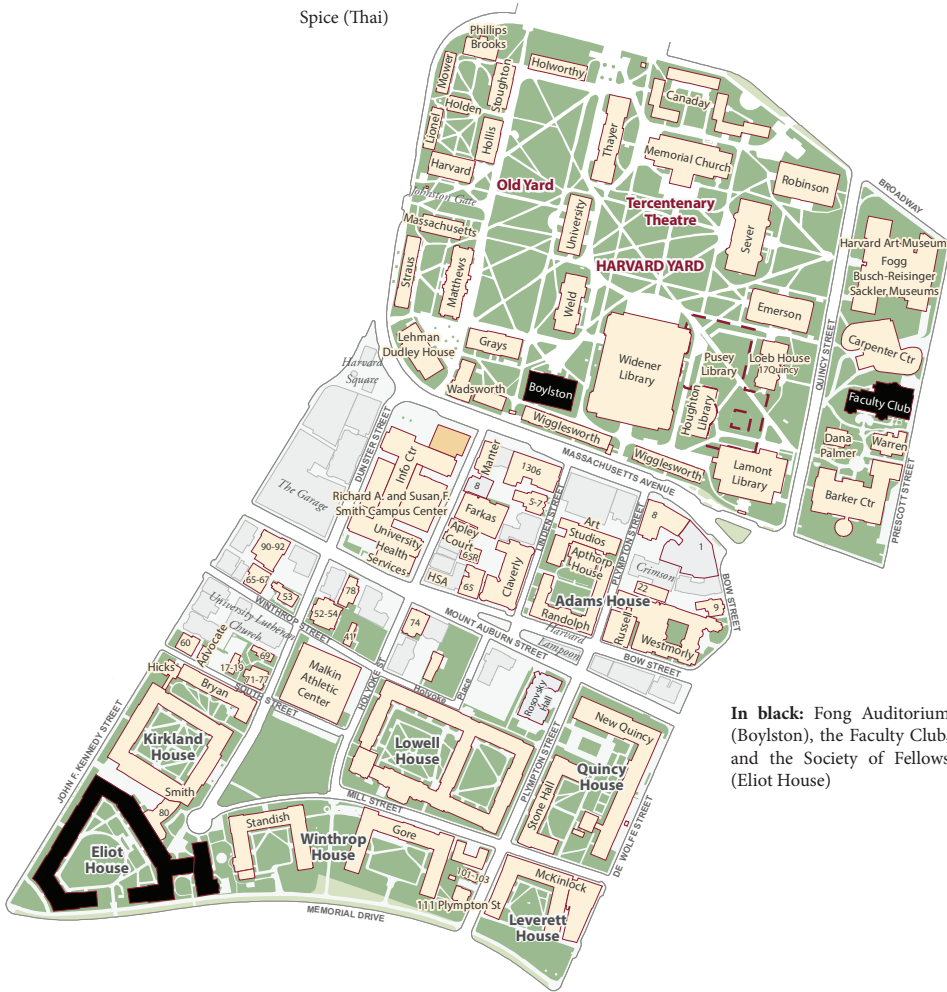 Spice (Thai)
Phillips
Brooks
Mower
Stoughton
Holworthy
Holden
Lionel
Hollis
Harvard
Johnston Gate
Canaday
Thayer
Memorial Church
Robinson
Old Yard
Tercentenary
Theatre
University
Sever
HARVARD YARD
Massachusetts
Straus
Matthews
Weld
Emerson
BROADWAY
Harvard Art Museum
Fogg
Busch-Reisinger
Sackler Museums
QUINCY STREET
Carpenter Ctr
Lehman
Dudley House
Grays
Wadsworth
Boylston
Widener
Library
Pusey
Library
Loeb House
17Quincy
Houghton
Library
Faculty Club
Dana
Palmer
Warren
Barker Ctr
PRESCOTT STREET
Harvard
Square
Wigglesworth
Wigglesworth
MASSACHUSETTS AVENUE
Lamont
Library
DUNSTER STREET
The Garage
Info Ctr
Richard A. and Susan F.
Smith Campus Center
University
Health
Services
Manter
8
1306
5-7
Farkas
Apley
Court
6SR
HSA
65
Claverly
LINDEN STREET
Art
Studios
Apthorp
House
PLYMPTON STREET
8
1
Crimson
72
9
BOW STREET
Adams House
Randolph
Russell
Westmorly
Harvard
Lampoon
BOW STREET
MOUNT AUBURN STREET
90-92
65-67
53
WINTHROP STREET
78
52-54
41
74
University Lutheran
Church
60
Advocate
17-19
69
71-77
SOUTH STREET
Hicks
Bryan
Malkin
Athletic
Center
HOLYOKE ST
Holyoke
Place
Rosovsky
Hall
New Quincy
Kirkland
House
Smith
80
Lowell
House
PLYMPTON STREET
Quincy
House
Stone Hall
DE WOLFE STREET
JOHN F. KENNEDY STREET
MILL STREET
Standish
Winthrop
House
Gore
Eliot
House
101-103
111 Plympton St
McKinlock
Leverett
House
MEMORIAL DRIVE
In black: Fong Auditorium
(Boylston), the Faculty Club,
and the Society of Fellows
(Eliot House)